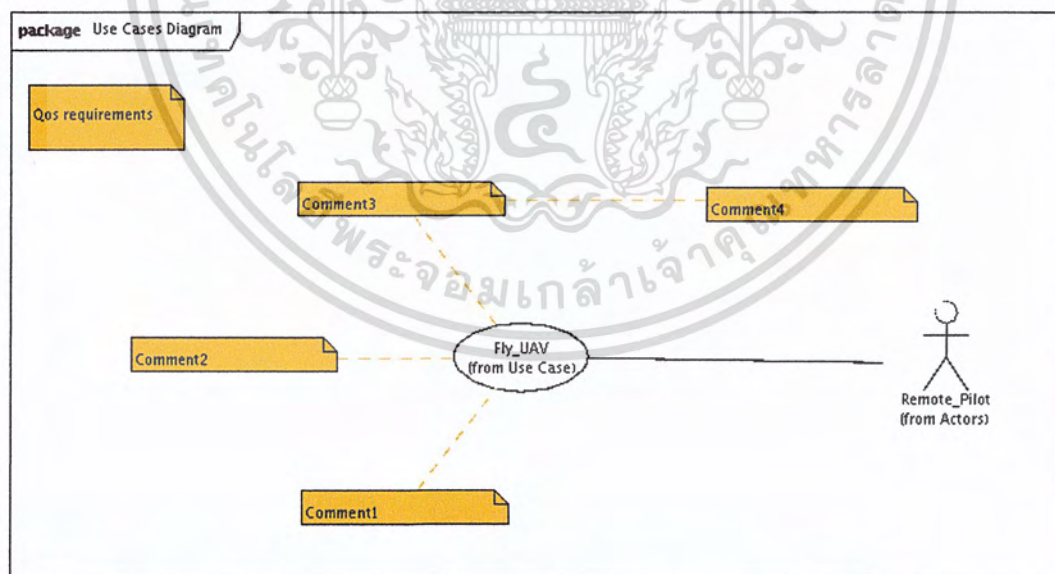 package Use Cases Diagram
Qos requirements
Comment3
Comment4
Comment2
Fly_UAV
(from Use Case)
Remote_Pilot
(from Actors)
Comment1